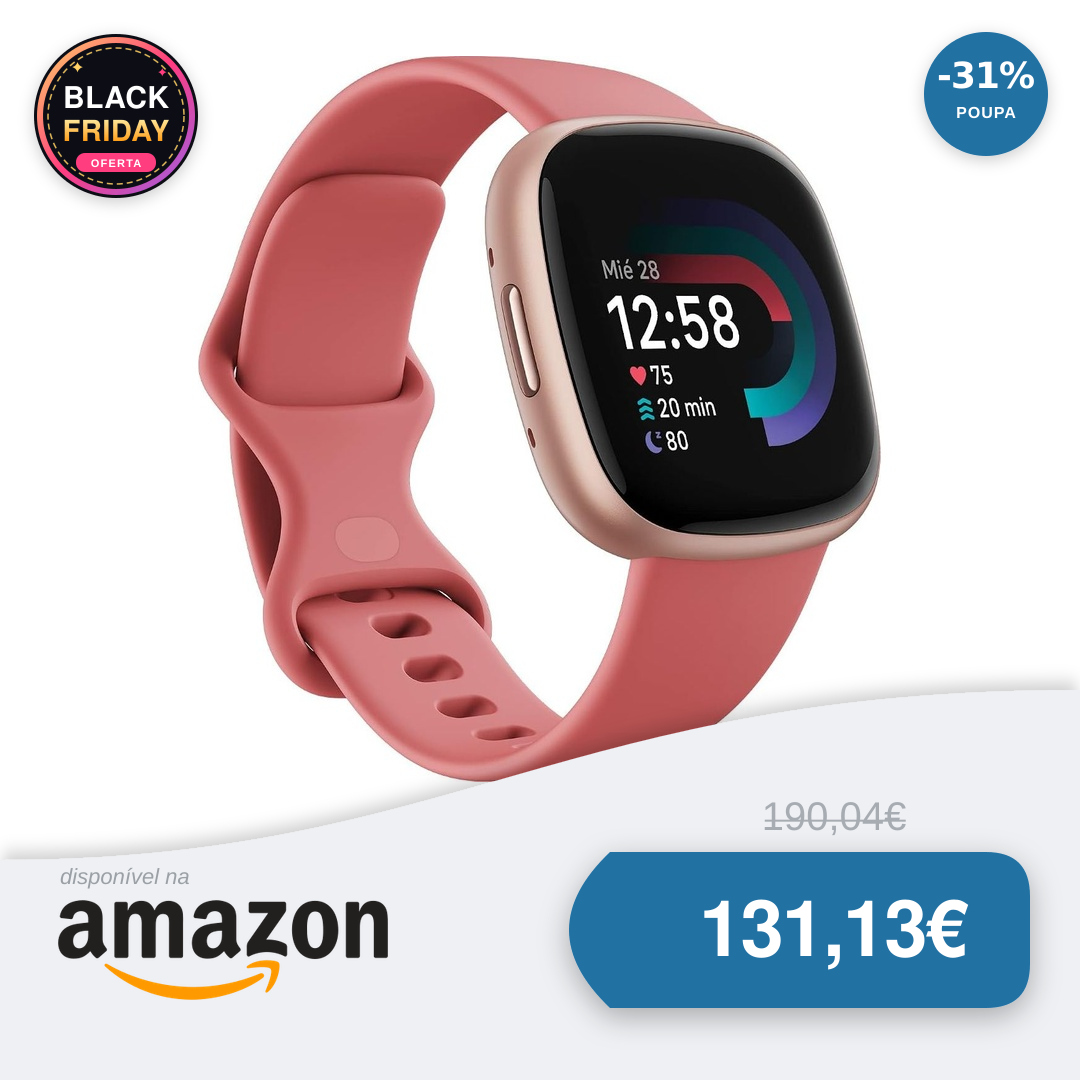 BLACK
FRIDAY
OFERTA
-31%
POUPA
Mié 28
12:58
75
20 min
80
190,04€
131,13€
disponível na
amazon